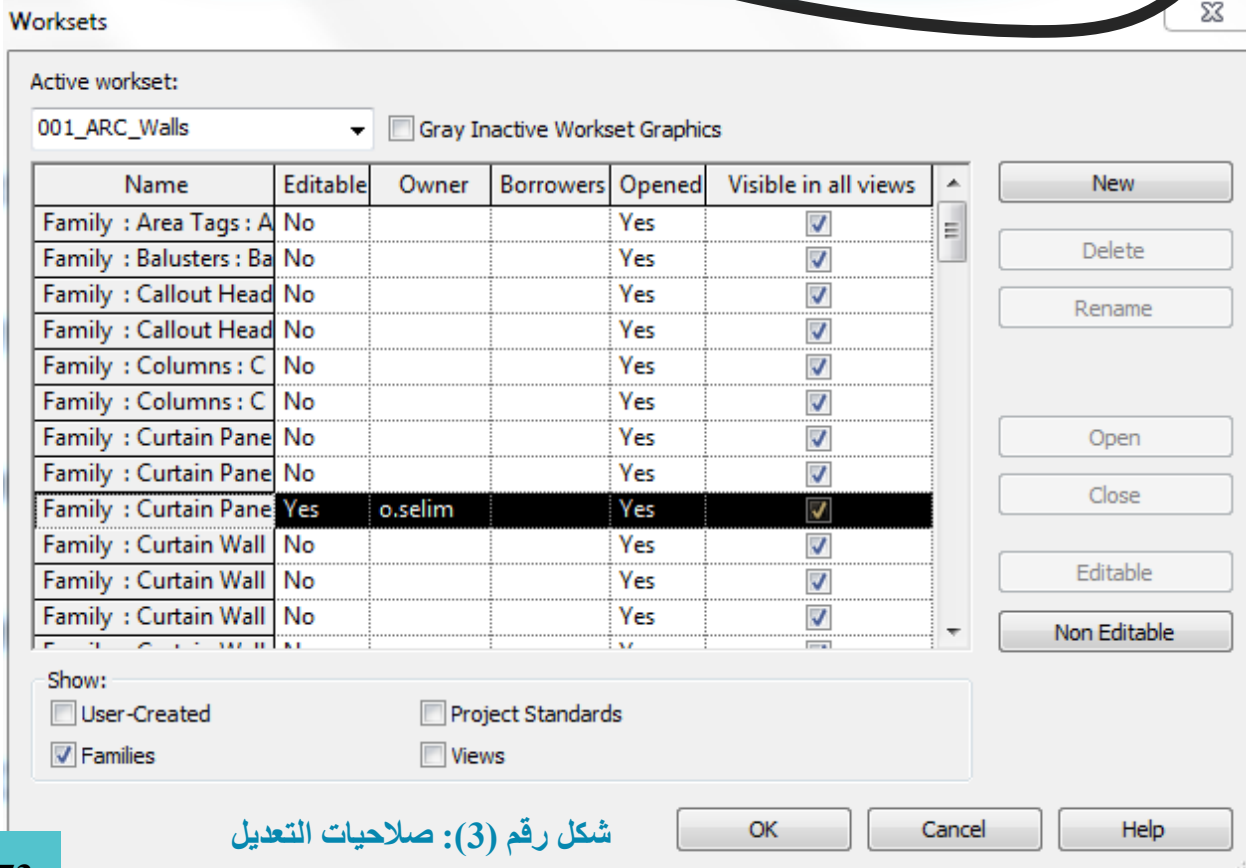 Worksets
Active workset:
001_ARC_Walls Gray Inactive Workset Graphics
Name Editable Owner Borrowers Opened Visible in all views
Family : Area Tags : A No Yes
Family : Balusters : Ba No Yes
Family : Callout Head No Yes
Family : Callout Head No Yes
Family : Columns : C No Yes
Family : Columns : C No Yes
Family : Curtain Pane No Yes
Family : Curtain Pane No Yes
Family : Curtain Pane Yes o.selim Yes
Family : Curtain Wall No Yes
Family : Curtain Wall No Yes
Family : Curtain Wall No Yes
New
Delete
Rename
Open
Close
Editable
Non Editable
Show:
User-Created Project Standards
Families Views
شكل رقم (3): صلاحيات التعديل
OK Cancel Help